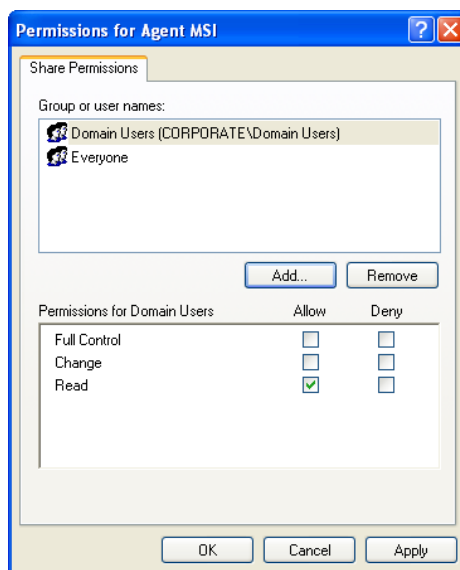 Permissions for Agent MSI
Share Permissions
Group or user names:
Domain Users (CORPORATE\Domain Users)
Everyone
Add... Remove
Permissions for Domain Users Allow Deny
Full Control
Change
Read
OK Cancel Apply